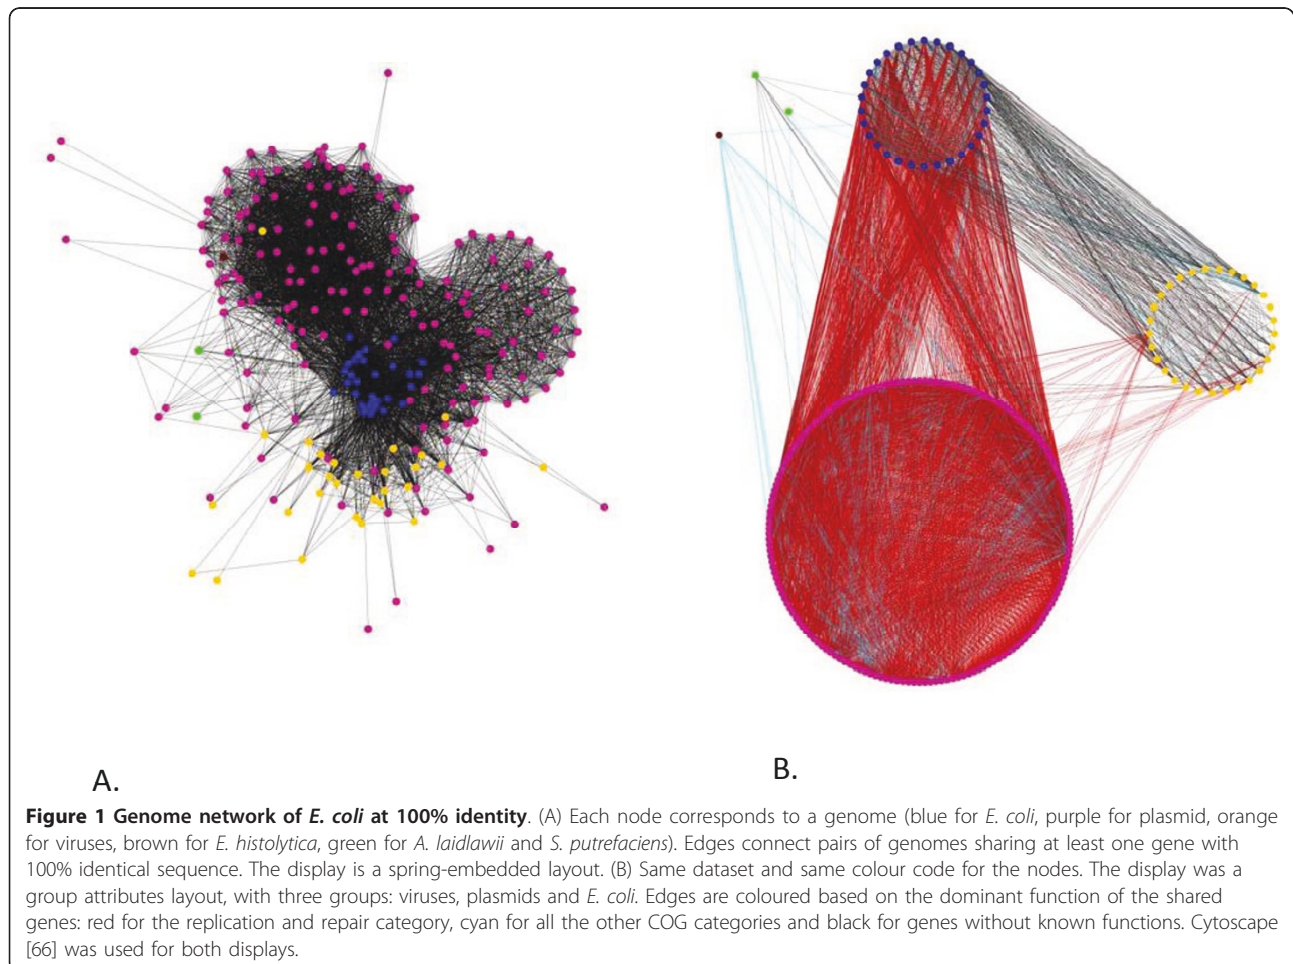 A.
B.
Figure 1 Genome network of E. coli at 100% identity. (A) Each node corresponds to a genome (blue for E. coli, purple for plasmid, orange
for viruses, brown for E. histolytica, green for A. laidlawii and S. putrefaciens). Edges connect pairs of genomes sharing at least one gene with
100% identical sequence. The display is a spring-embedded layout. (B) Same dataset and same colour code for the nodes. The display was a
group attributes layout, with three groups: viruses, plasmids and E. coli. Edges are coloured based on the dominant function of the shared
genes: red for the replication and repair category, cyan for all the other COG categories and black for genes without known functions. Cytoscape
[66] was used for both displays.